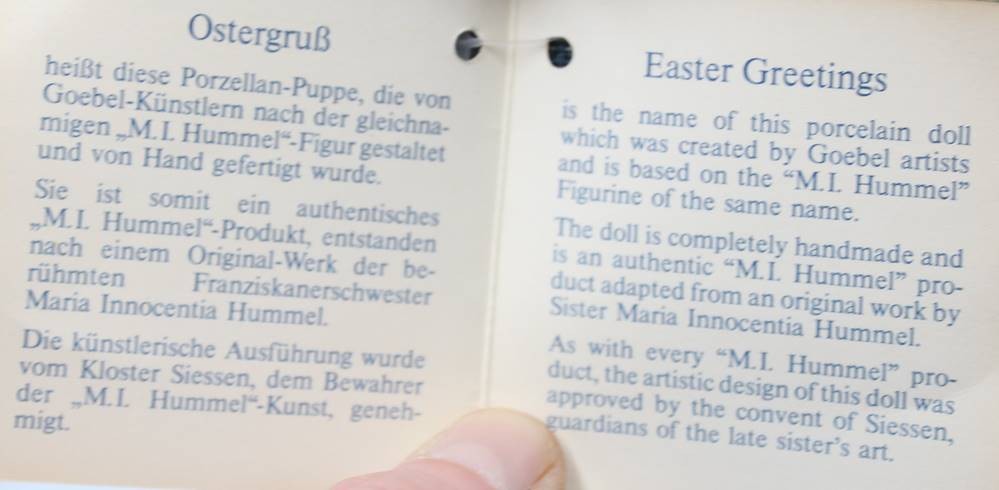 Ostergruß
heißt diese Porzellan-Puppe, die von
Goebel-Künstlern nach der gleichna-
migen „M.I. Hummel“-Figur gestaltet
und von Hand gefertigt wurde.
Sie ist somit ein authentisches
„M.I. Hummel“-Produkt, entstanden
nach einem Original-Werk der be-
rühmten Franziskanerschwester
Maria Innocentia Hummel.
Die künstlerische Ausführung wurde
vom Kloster Siessen, dem Bewahrer
der „M.I. Hummel“-Kunst, geneh-
migt.
Easter Greetings
is the name of this porcelain doll
which was created by Goebel artists
and is based on the “M.I. Hummel”
Figurine of the same name.
The doll is completely handmade and
is an authentic “M.I. Hummel” pro-
duct adapted from an original work by
Sister Maria Innocentia Hummel.
As with every “M.I. Hummel” pro-
duct, the artistic design of this doll was
approved by the convent of Siessen,
guardians of the late sister’s art.